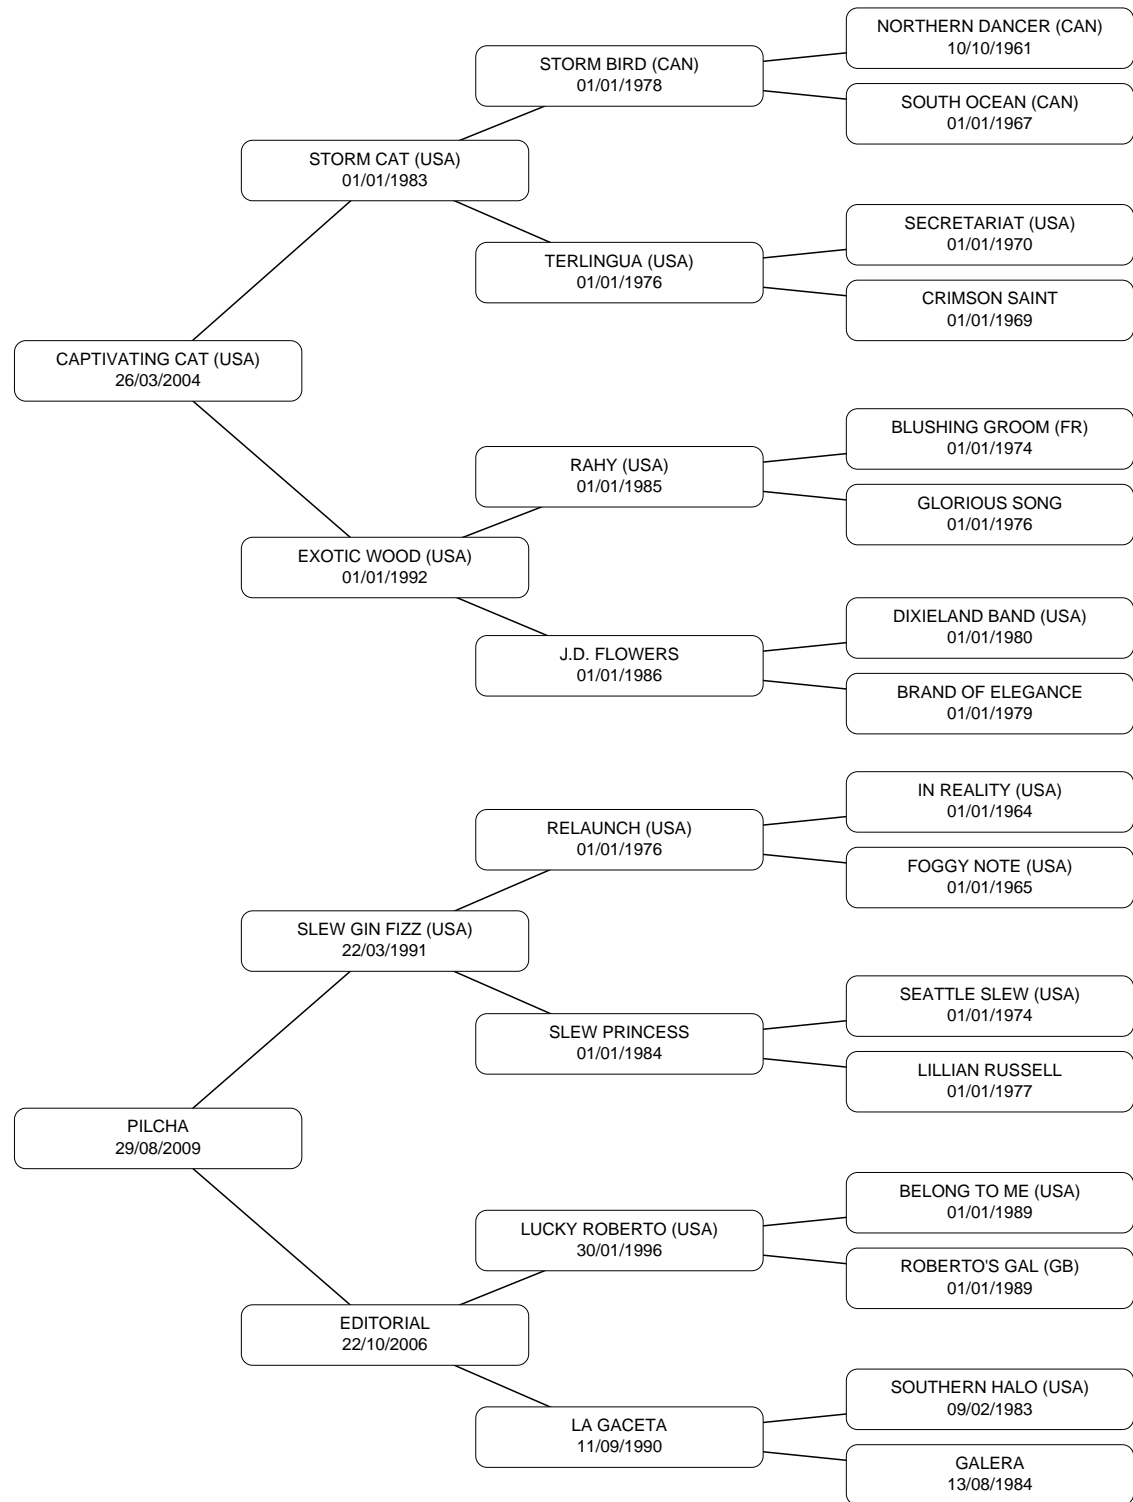 NORTHERN DANCER (CAN)
10/10/1961
STORM BIRD (CAN)
01/01/1978
SOUTH OCEAN (CAN)
01/01/1967
STORM CAT (USA)
01/01/1983
SECRETARIAT (USA)
01/01/1970
TERLINGUA (USA)
01/01/1976
CRIMSON SAINT
01/01/1969
CAPTIVATING CAT (USA)
26/03/2004
BLUSHING GROOM (FR)
01/01/1974
RAHY (USA)
01/01/1985
GLORIOUS SONG
01/01/1976
EXOTIC WOOD (USA)
01/01/1992
DIXIELAND BAND (USA)
01/01/1980
J.D. FLOWERS
01/01/1986
BRAND OF ELEGANCE
01/01/1979
IN REALITY (USA)
01/01/1964
RELAUNCH (USA)
01/01/1976
FOGGY NOTE (USA)
01/01/1965
SLEW GIN FIZZ (USA)
22/03/1991
SEATTLE SLEW (USA)
01/01/1974
SLEW PRINCESS
01/01/1984
LILLIAN RUSSELL
01/01/1977
PILCHA
29/08/2009
BELONG TO ME (USA)
01/01/1989
LUCKY ROBERTO (USA)
30/01/1996
ROBERTO'S GAL (GB)
01/01/1989
EDITORIAL
22/10/2006
SOUTHERN HALO (USA)
09/02/1983
LA GACETA
11/09/1990
GALERA
13/08/1984